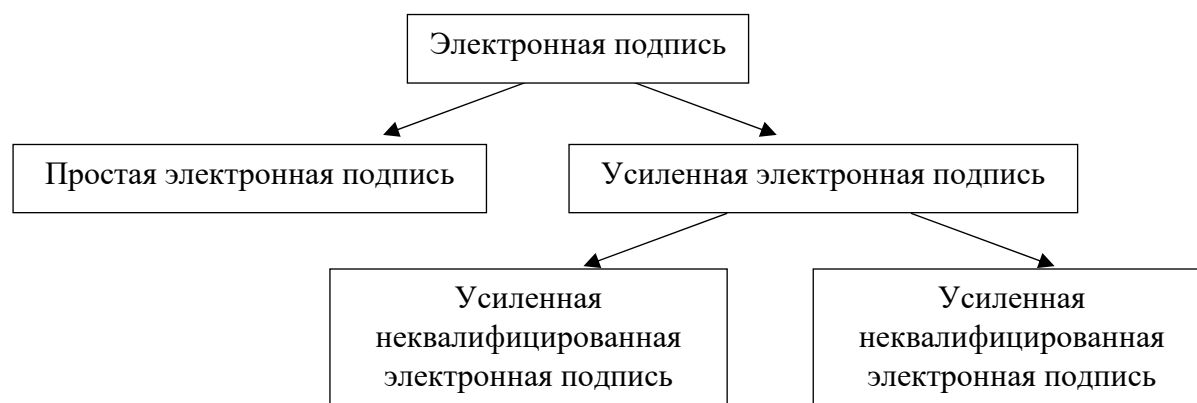 Электронная подпись
Простая электронная подпись
Усиленная электронная подпись
Усиленная
неквалифицированная
электронная подпись
Усиленная
неквалифицированная
электронная подпись